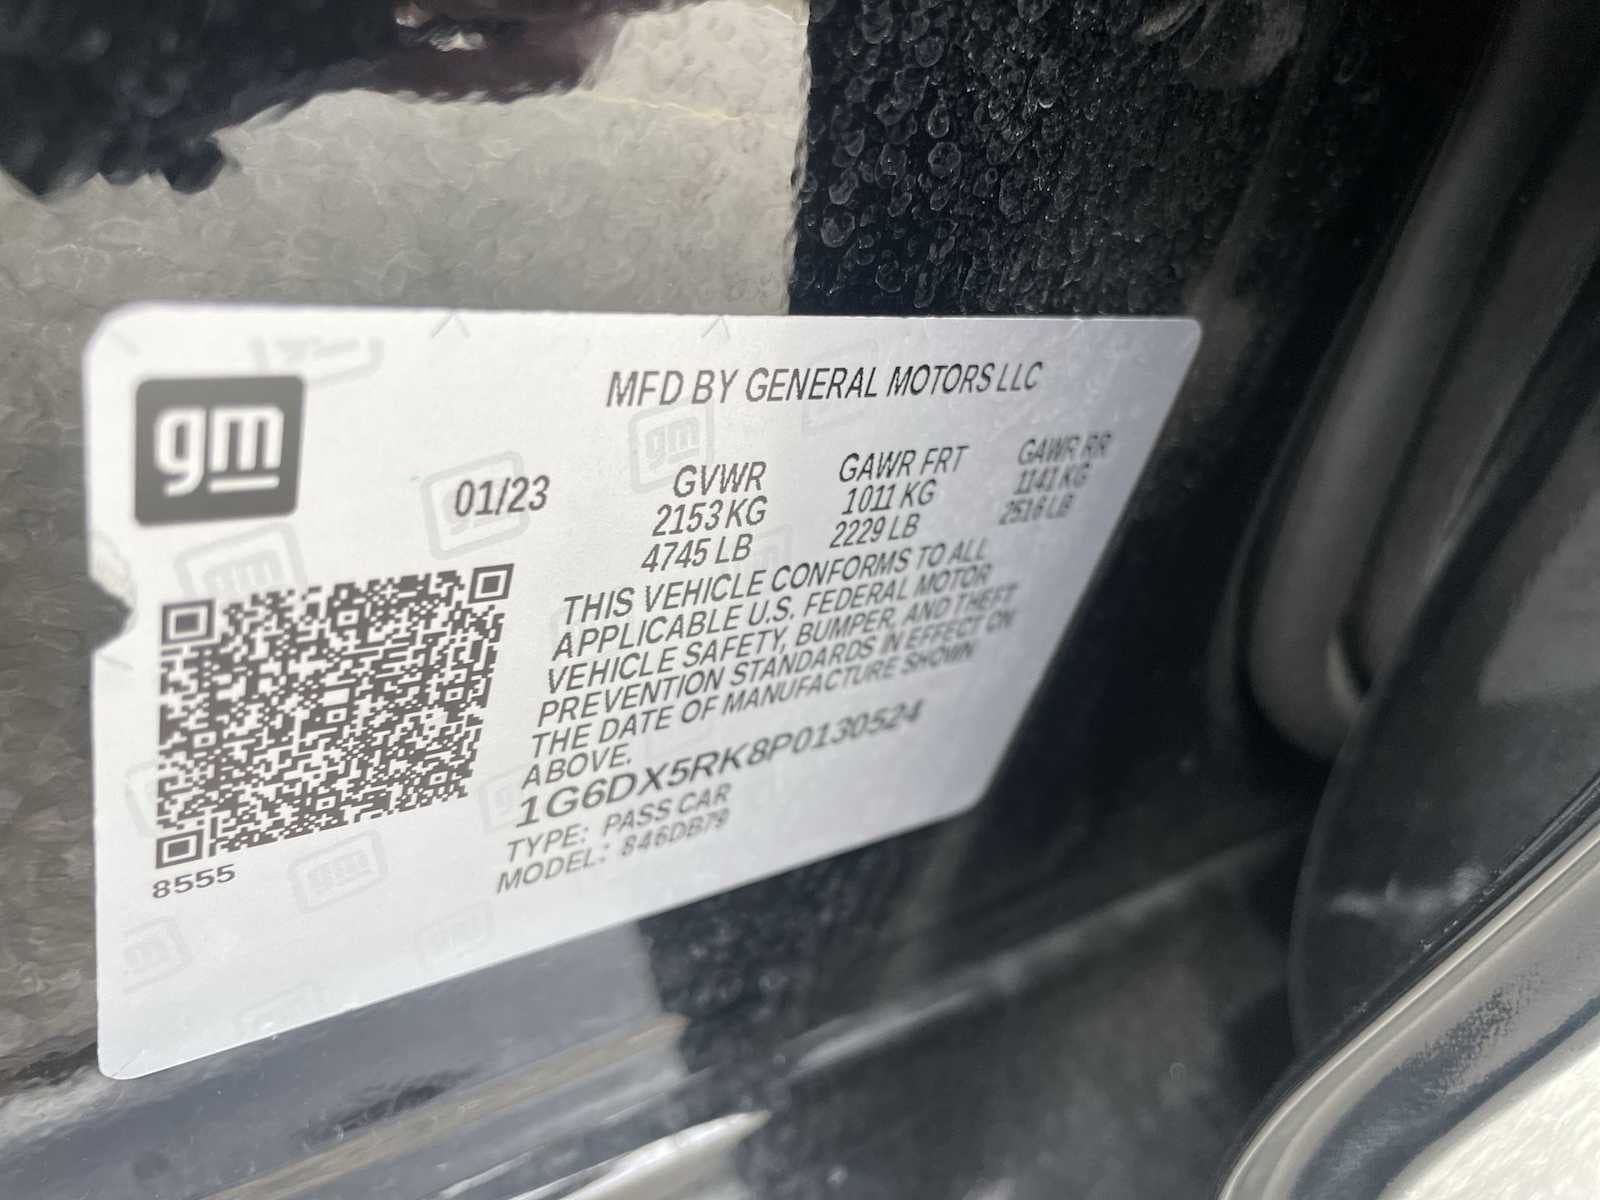 gm
MFD BY GENERAL MOTORS LLC
01/23
GVWR
2153 KG
4745 LB
GAWR FRT
1011 KG
2229 LB
GAWR RR
1141 KG
2516 LB
THIS VEHICLE CONFORMS TO ALL
APPLICABLE U.S. FEDERAL MOTOR
VEHICLE SAFETY, BUMPER, AND THEFT
PREVENTION STANDARDS IN EFFECT ON
THE DATE OF MANUFACTURE SHOWN
ABOVE.
1G6DX5RK8P0130524
TYPE: PASS CAR
MODEL: 846DB79
8555